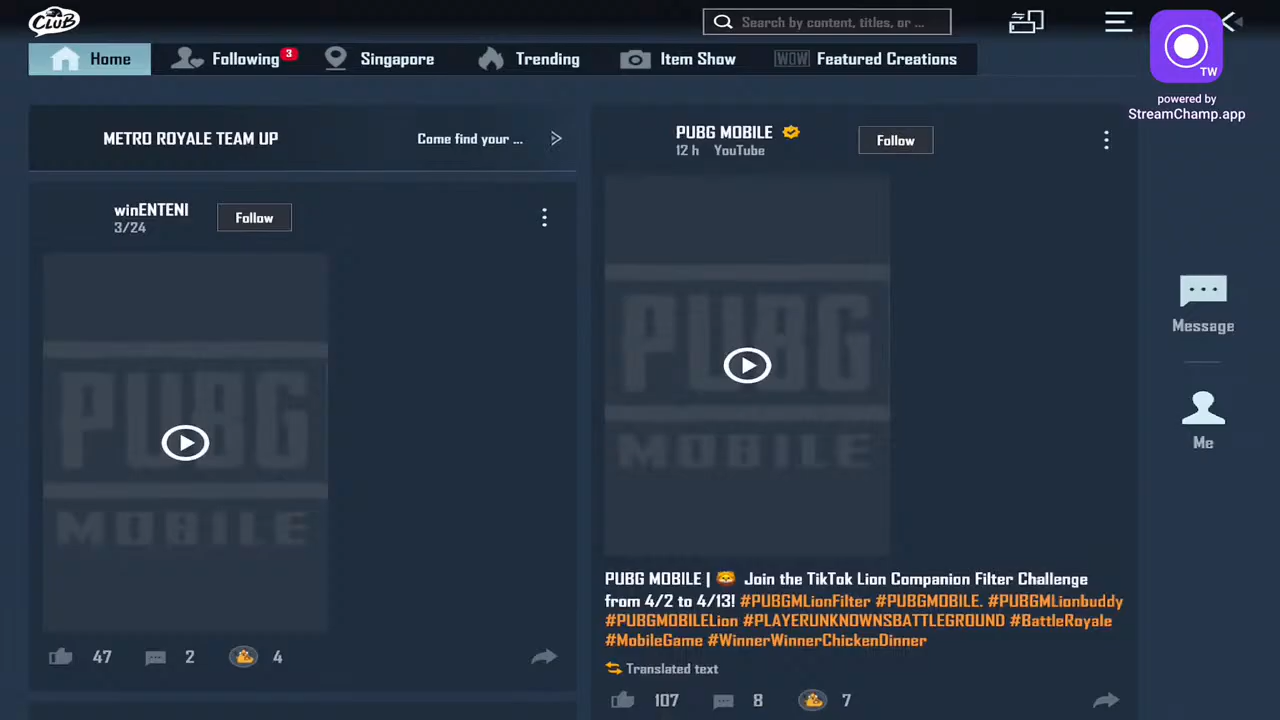 CLUB
Search by content, titles, or ...
Home
Following
3
Singapore
Trending
Item Show
WOW
Featured Creations
TW
powered by
StreamChamp.app
METRO ROYALE TEAM UP
Come find your ...
winENTENI
3/24
Follow
PUBG
MOBILE
47
2
4
PUBG MOBILE
12 h YouTube
Follow
PUBG
MOBILE
PUBG MOBILE | 🦁 Join the TikTok Lion Companion Filter Challenge
from 4/2 to 4/13! #PUBGMLionFilter #PUBGMOBILE. #PUBGMLionbuddy
#PUBGMOBILELion #PLAYERUNKNOWNSBATTLEGROUND #BattleRoyale
#MobileGame #WinnerWinnerChickenDinner
Translated text
107
8
7
Message
Me